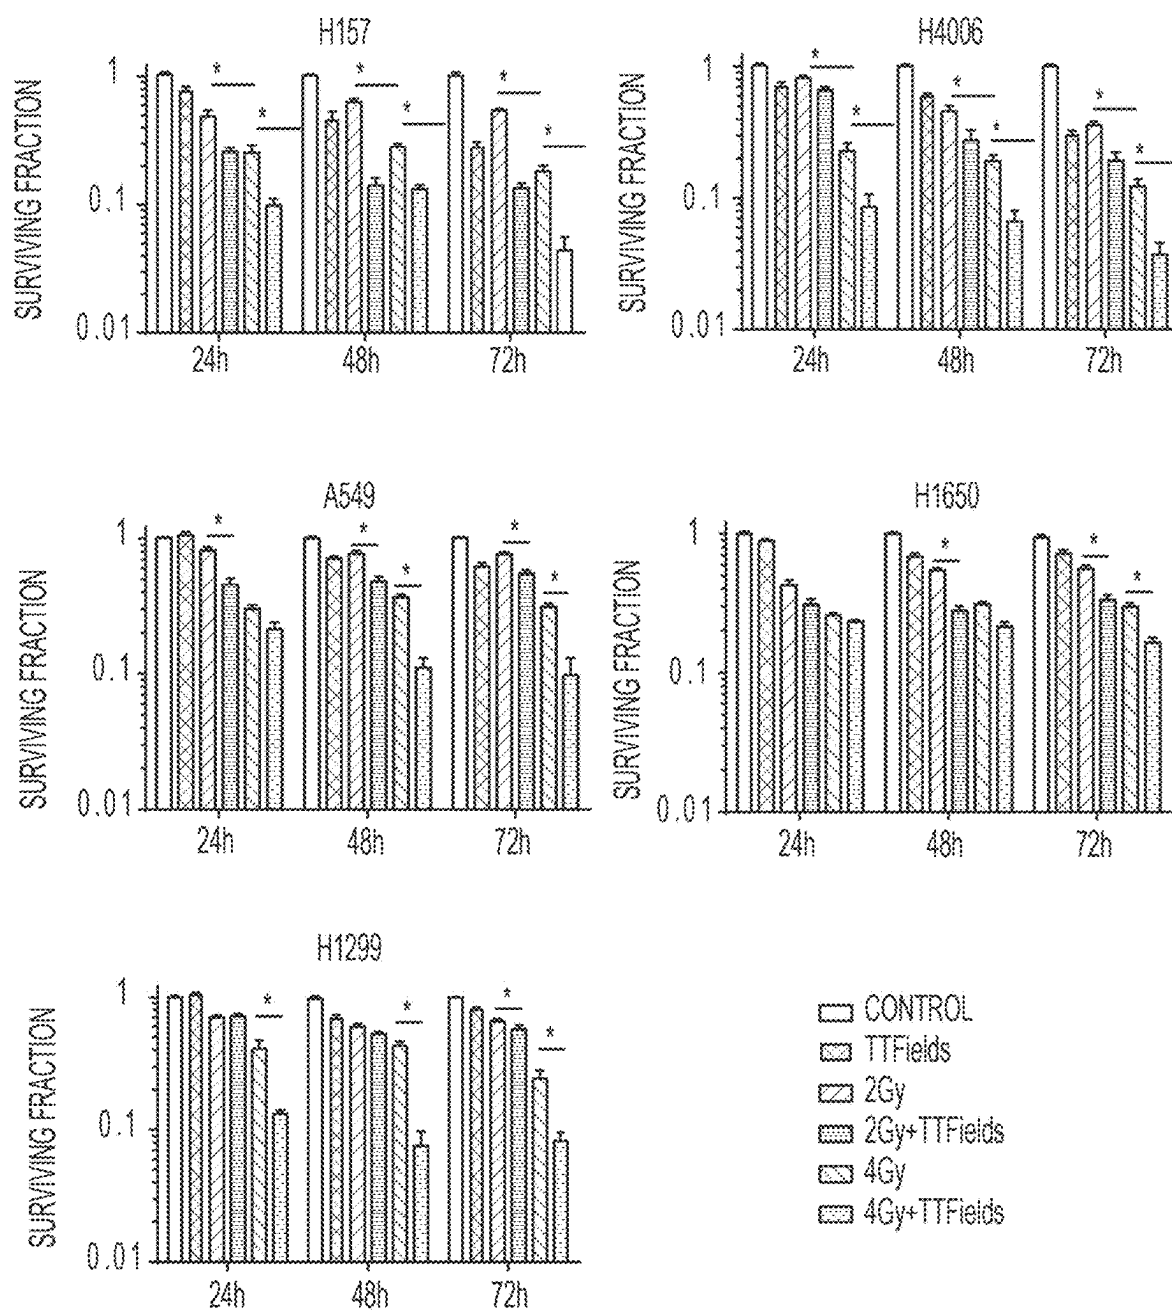 H157
SURVIVING FRACTION
1
0.1
0.01
* * * * * *
24h 48h 72h
H4006
SURVIVING FRACTION
1
0.1
0.01
* * * * * *
24h 48h 72h
A549
SURVIVING FRACTION
1
0.1
0.01
* * * * *
24h 48h 72h
H1650
SURVIVING FRACTION
1
0.1
0.01
* * *
24h 48h 72h
H1299
SURVIVING FRACTION
1
0.1
0.01
* * * *
24h 48h 72h
CONTROL
TTFields
2Gy
2Gy+TTFields
4Gy
4Gy+TTFields